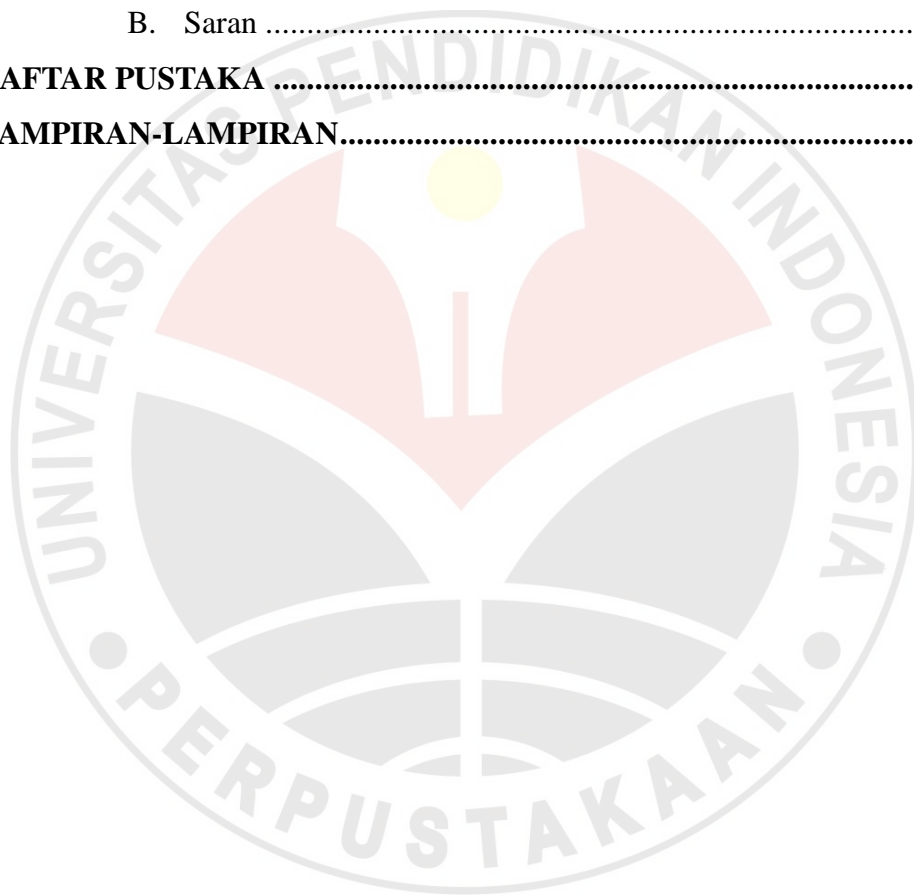 B. Saran ........................................................................
AFTAR PUSTAKA ........................................................................
AMPIRAN-LAMPIRAN........................................................................
UNIVERSITAS PENDIDIKAN INDONESIA
PERPUSTAKAAN